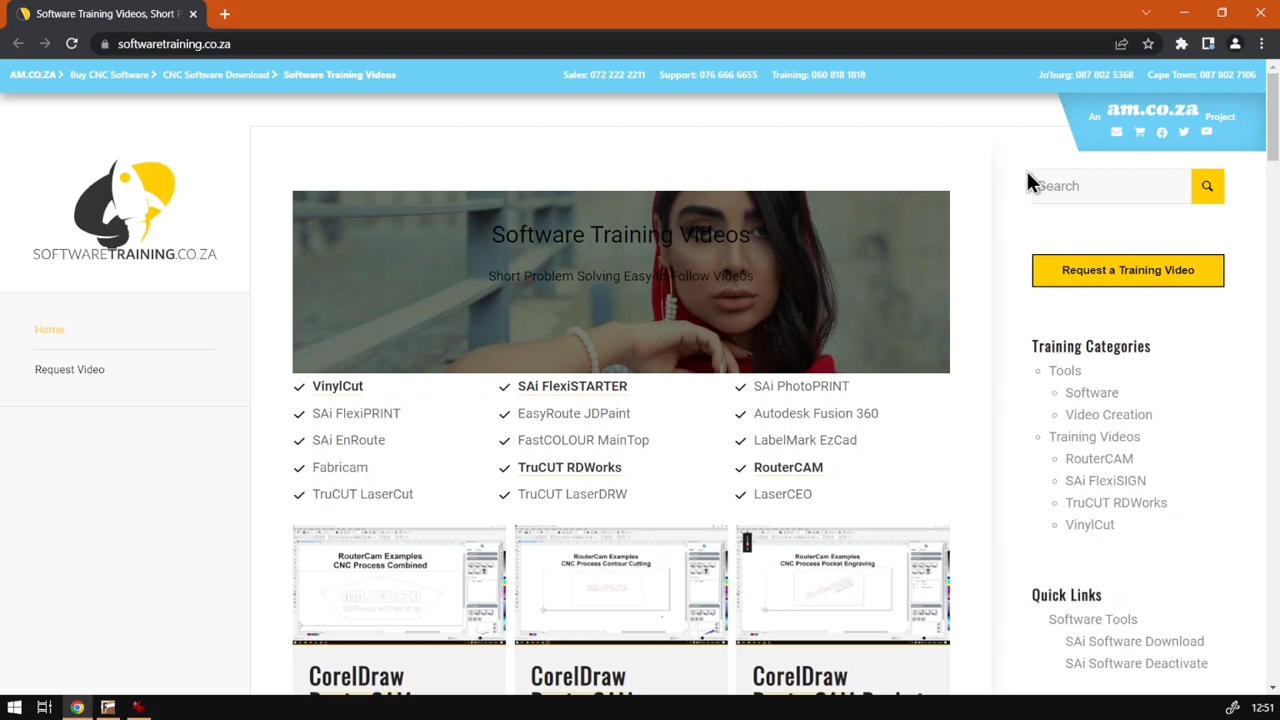 Software Training Videos, Short P
softwaretraining.co.za
AM.CO.ZA
Buy CNC Software
CNC Software Download
Software Training Videos
Sales: 072 222 2211
Support: 076 666 6655
Training: 060 818 1818
Jo'burg: 087 802 5368
Cape Town: 087 802 7106
An am.co.za Project
SOFTWARETRAINING.CO.ZA
Home
Request Video
Software Training Videos
Short Problem Solving Easy-to-Follow Videos
VinylCut
SAi FlexiSTARTER
SAi PhotoPRINT
SAi FlexiPRINT
EasyRoute JDPaint
Autodesk Fusion 360
SAi EnRoute
FastCOLOUR MainTop
LabelMark EzCad
Fabricam
TruCUT RDWorks
RouterCAM
TruCUT LaserCut
TruCUT LaserDRW
LaserCEO
RouterCam Examples
CNC Process Combined
AM.CO.ZA
SoftwareTraining
RouterCam Examples
CNC Process Contour Cutting
AM.CO.ZA
RouterCam Examples
CNC Process Pocket Engraving
CorelDraw
CorelDraw
CorelDraw
Search
Request a Training Video
Training Categories
Tools
Software
Video Creation
Training Videos
RouterCAM
SAi FlexiSIGN
TruCUT RDWorks
VinylCut
Quick Links
Software Tools
SAi Software Download
SAi Software Deactivate
12:51